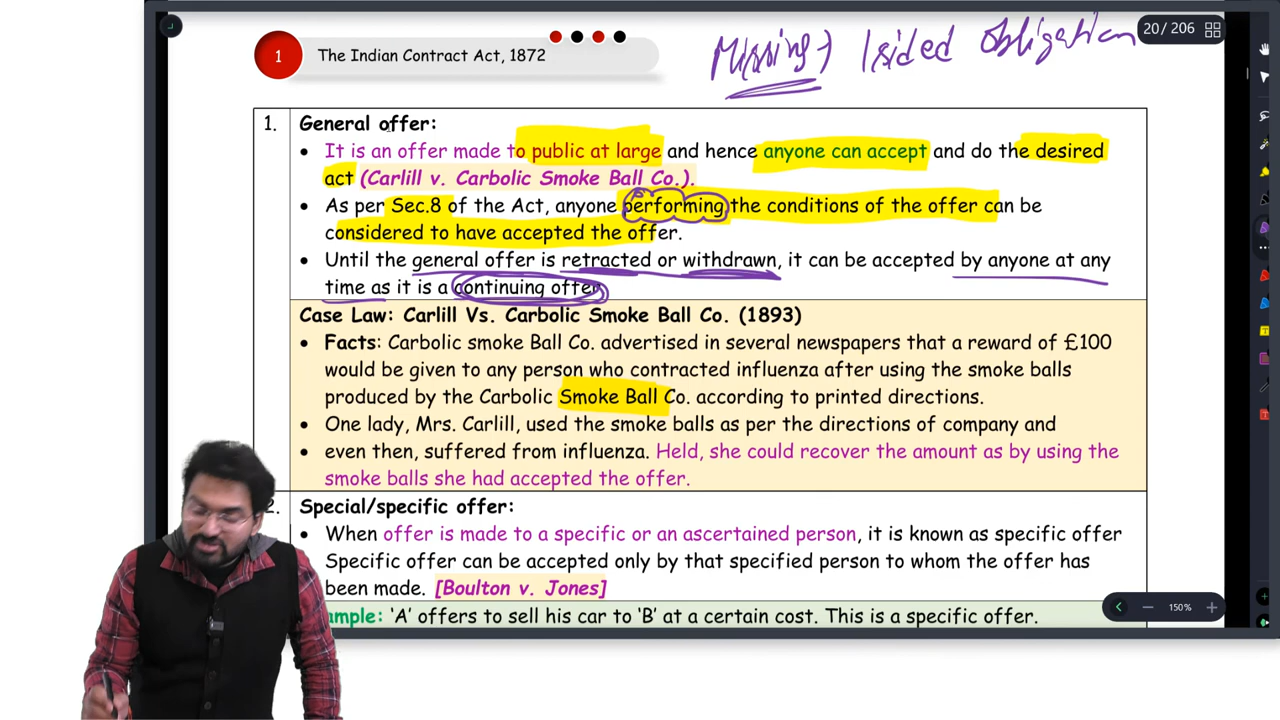 20/206
1
The Indian Contract Act, 1872
Missing → 1 sided obligation
1.
General offer:
• It is an offer made to public at large and hence anyone can accept and do the desired
act (Carlill v. Carbolic Smoke Ball Co.).
• As per Sec.8 of the Act, anyone performing the conditions of the offer can be
considered to have accepted the offer.
• Until the general offer is retracted or withdrawn, it can be accepted by anyone at any
time as it is a continuing offer
Case Law: Carlill Vs. Carbolic Smoke Ball Co. (1893)
• Facts: Carbolic smoke Ball Co. advertised in several newspapers that a reward of £100
would be given to any person who contracted influenza after using the smoke balls
produced by the Carbolic Smoke Ball Co. according to printed directions.
• One lady, Mrs. Carlill, used the smoke balls as per the directions of company and
• even then, suffered from influenza. Held, she could recover the amount as by using the
smoke balls she had accepted the offer.
2.
Special/specific offer:
• When offer is made to a specific or an ascertained person, it is known as specific offer
Specific offer can be accepted only by that specified person to whom the offer has
been made. [Boulton v. Jones]
ample: ‘A’ offers to sell his car to ‘B’ at a certain cost. This is a specific offer.
150%